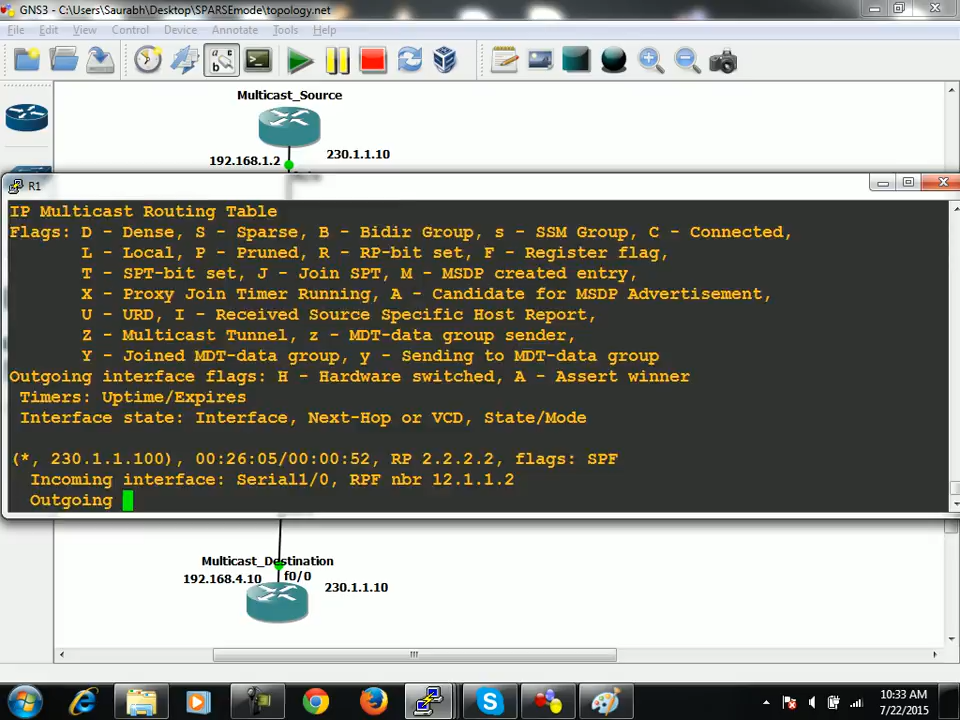 GNS3 - C:\Users\Saurabh\Desktop\SPARSEmode\topology.net
File Edit View Control Device Annotate Tools Help
Multicast_Source
192.168.1.2
230.1.1.10
R1
IP Multicast Routing Table
Flags: D - Dense, S - Sparse, B - Bidir Group, s - SSM Group, C - Connected,
L - Local, P - Pruned, R - RP-bit set, F - Register flag,
T - SPT-bit set, J - Join SPT, M - MSDP created entry,
X - Proxy Join Timer Running, A - Candidate for MSDP Advertisement,
U - URD, I - Received Source Specific Host Report,
Z - Multicast Tunnel, z - MDT-data group sender,
Y - Joined MDT-data group, y - Sending to MDT-data group
Outgoing interface flags: H - Hardware switched, A - Assert winner
Timers: Uptime/Expires
Interface state: Interface, Next-Hop or VCD, State/Mode
(*, 230.1.1.100), 00:26:05/00:00:52, RP 2.2.2.2, flags: SPF
Incoming interface: Serial1/0, RPF nbr 12.1.1.2
Outgoing
Multicast_Destination
192.168.4.10
f0/0
230.1.1.10
10:33 AM
7/22/2015